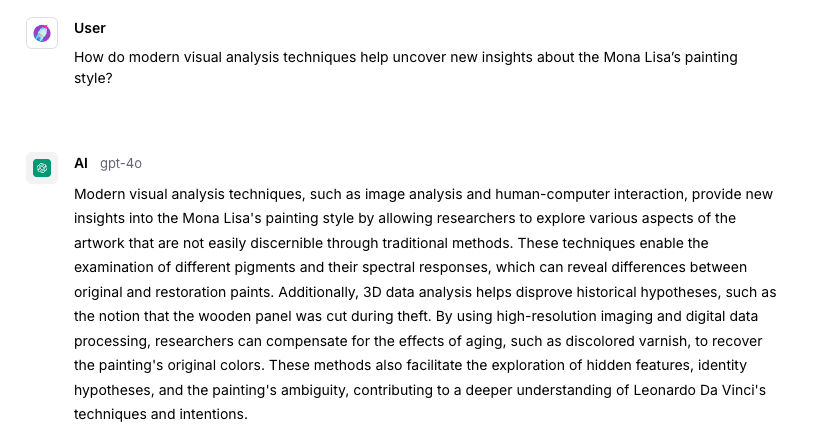 User
How do modern visual analysis techniques help uncover new insights about the Mona Lisa’s painting
style?
AI gpt-4o
Modern visual analysis techniques, such as image analysis and human-computer interaction, provide new
insights into the Mona Lisa's painting style by allowing researchers to explore various aspects of the
artwork that are not easily discernible through traditional methods. These techniques enable the
examination of different pigments and their spectral responses, which can reveal differences between
original and restoration paints. Additionally, 3D data analysis helps disprove historical hypotheses, such as
the notion that the wooden panel was cut during theft. By using high-resolution imaging and digital data
processing, researchers can compensate for the effects of aging, such as discolored varnish, to recover
the painting's original colors. These methods also facilitate the exploration of hidden features, identity
hypotheses, and the painting's ambiguity, contributing to a deeper understanding of Leonardo Da Vinci's
techniques and intentions.